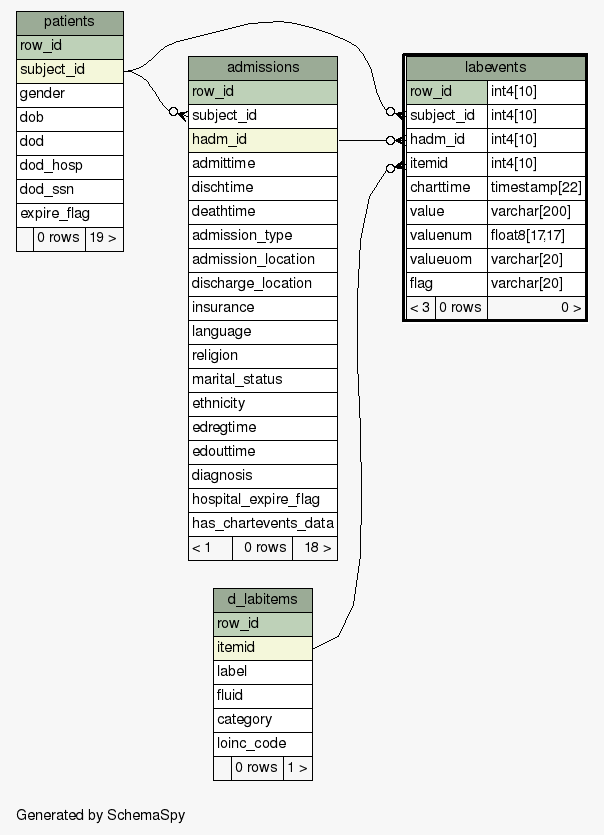 patients
row_id
subject_id
gender
dob
dod
dod_hosp
dod_ssn
expire_flag
0 rows 19 >
admissions
row_id
subject_id
hadm_id
admittime
dischtime
deathtime
admission_type
admission_location
discharge_location
insurance
language
religion
marital_status
ethnicity
edregtime
edouttime
diagnosis
hospital_expire_flag
has_chartevents_data
< 1 0 rows 18 >
labevents
row_id int4[10]
subject_id int4[10]
hadm_id int4[10]
itemid int4[10]
charttime timestamp[22]
value varchar[200]
valuenum float8[17,17]
valueuom varchar[20]
flag varchar[20]
< 3 0 rows 0 >
d_labitems
row_id
itemid
label
fluid
category
loinc_code
0 rows 1 >
Generated by SchemaSpy